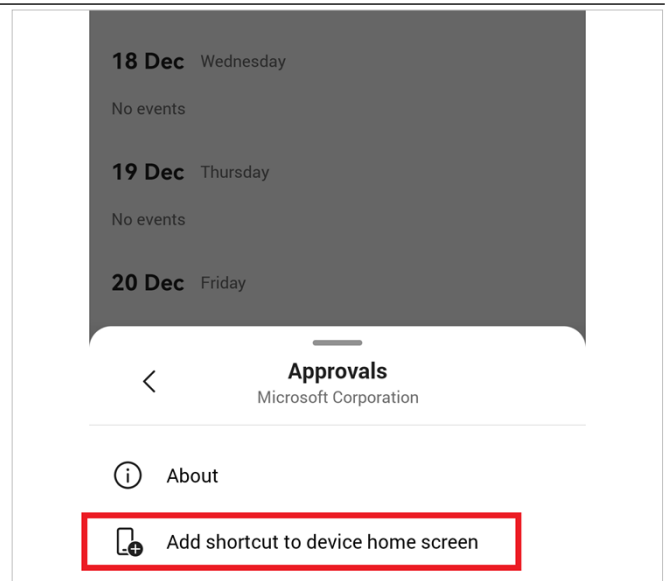 18 Dec Wednesday
No events
19 Dec Thursday
No events
20 Dec Friday
Approvals
Microsoft Corporation
About
Add shortcut to device home screen